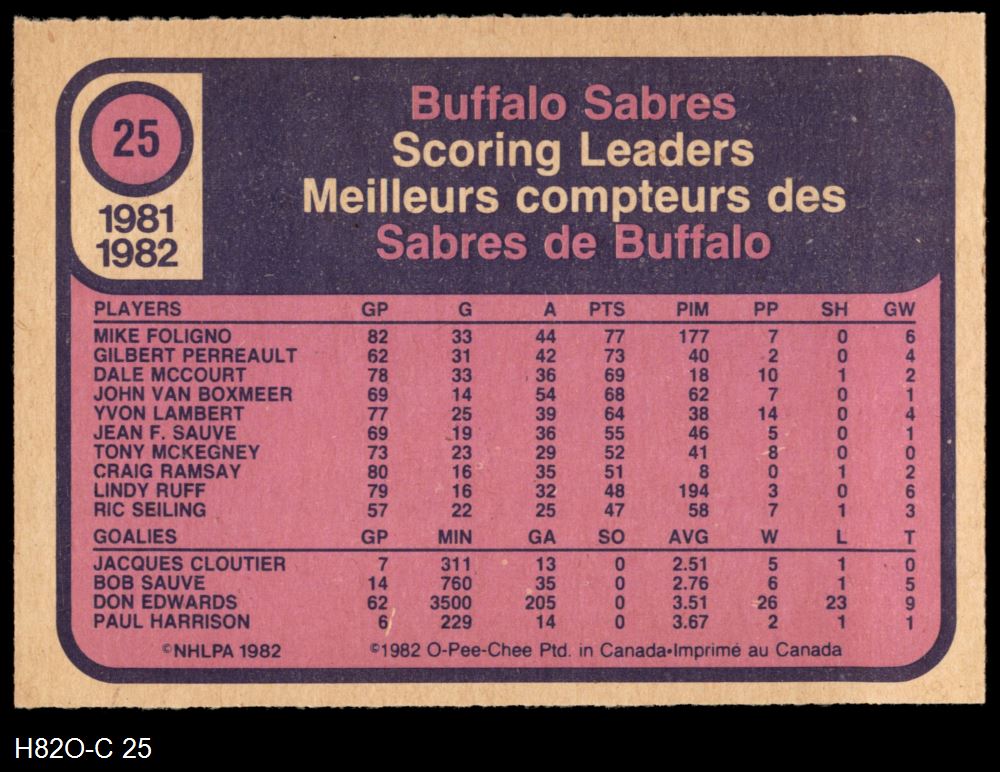 25
1981
1982
Buffalo Sabres
Scoring Leaders
Meilleurs compteurs des
Sabres de Buffalo
PLAYERS GP G A PTS PIM PP SH GW
MIKE FOLIGNO 82 33 44 77 177 7 0 6
GILBERT PERREAULT 62 31 42 73 40 2 0 4
DALE MCCOURT 78 33 36 69 18 10 1 2
JOHN VAN BOXMEER 69 14 54 68 62 7 0 1
YVON LAMBERT 77 25 39 64 38 14 0 4
JEAN F. SAUVE 69 19 36 55 46 5 0 1
TONY MCKEGNEY 73 23 29 52 41 8 0 0
CRAIG RAMSAY 80 16 35 51 8 0 1 2
LINDY RUFF 79 16 32 48 194 3 0 6
RIC SEILING 57 22 25 47 58 7 1 3
GOALIES GP MIN GA SO AVG W L T
JACQUES CLOUTIER 7 311 13 0 2.51 5 1 0
BOB SAUVE 14 760 35 0 2.76 6 1 5
DON EDWARDS 62 3500 205 0 3.51 26 23 9
PAUL HARRISON 6 229 14 0 3.67 2 1 1
©NHLPA 1982 ©1982 O-Pee-Chee Ptd. in Canada•Imprimé au Canada
H82O-C 25